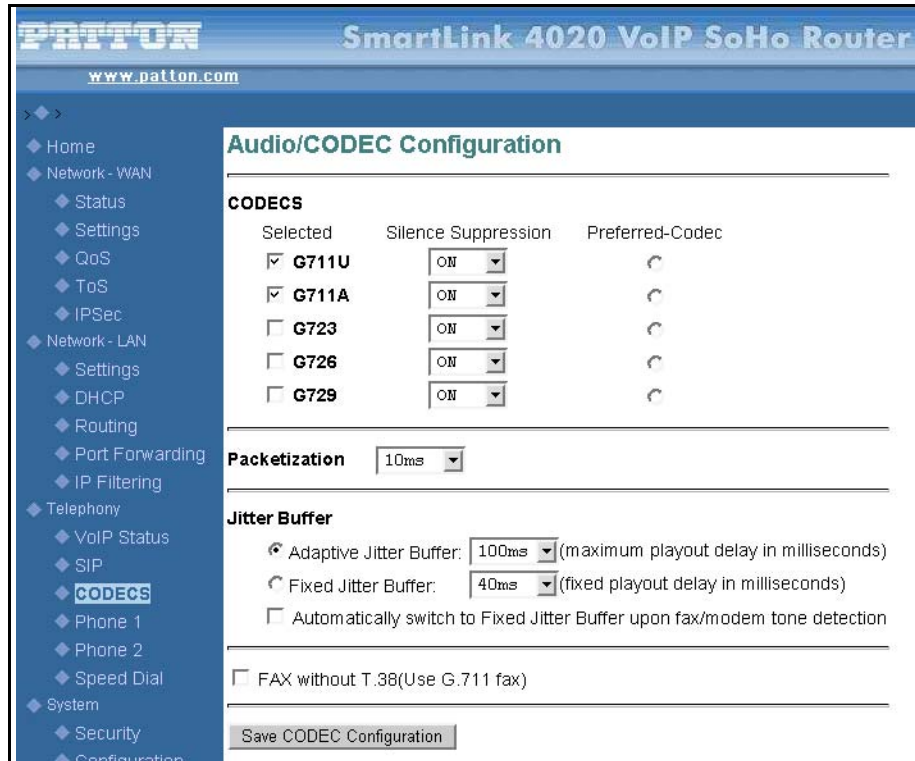 PATTON
SmartLink 4020 VoIP SoHo Router
www.patton.com
Home
Network - WAN
Status
Settings
QoS
ToS
IPSec
Network - LAN
Settings
DHCP
Routing
Port Forwarding
IP Filtering
Telephony
VoIP Status
SIP
CODECS
Phone 1
Phone 2
Speed Dial
System
Security
Configuration
Audio/CODEC Configuration
CODECS
Selected Silence Suppression Preferred-Codec
G711U ON
G711A ON
G723 ON
G726 ON
G729 ON
Packetization 10ms
Jitter Buffer
Adaptive Jitter Buffer: 100ms (maximum playout delay in milliseconds)
Fixed Jitter Buffer: 40ms (fixed playout delay in milliseconds)
Automatically switch to Fixed Jitter Buffer upon fax/modem tone detection
FAX without T.38(Use G.711 fax)
Save CODEC Configuration